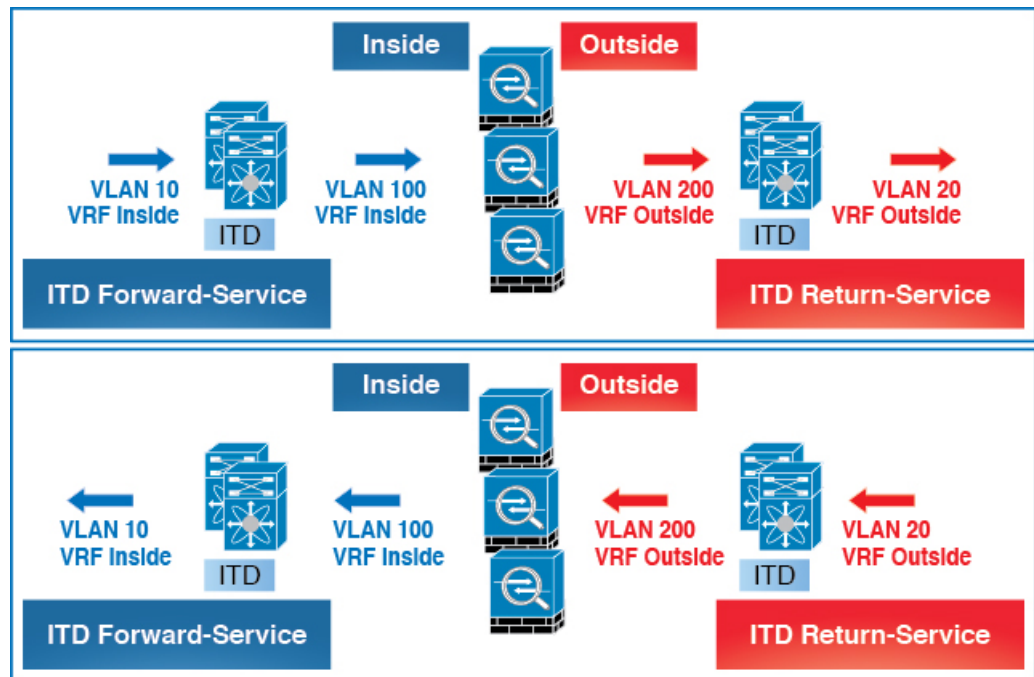 Inside
Outside
VLAN 10
VRF Inside
VLAN 100
VRF Inside
VLAN 200
VRF Outside
VLAN 20
VRF Outside
ITD
ITD
ITD Forward-Service
ITD Return-Service
Inside
Outside
VLAN 10
VRF Inside
VLAN 100
VRF Inside
VLAN 200
VRF Outside
VLAN 20
VRF Outside
ITD
ITD
ITD Forward-Service
ITD Return-Service